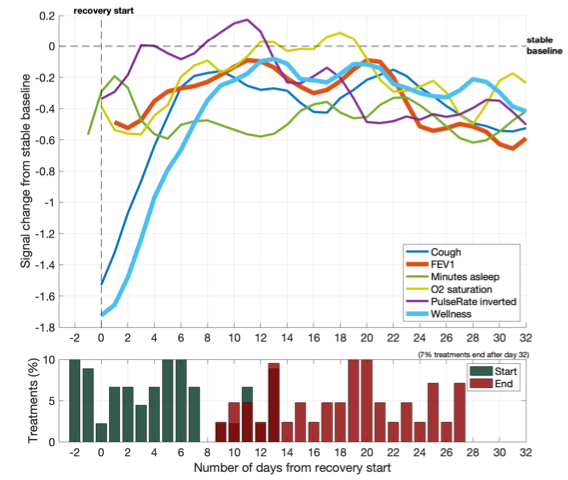 recovery start
stable
baseline
0.2
0
-0.2
-0.4
-0.6
-0.8
-1
-1.2
-1.4
-1.6
-1.8
Signal change from stable baseline
Cough
FEV1
Minutes asleep
O2 saturation
PulseRate inverted
Wellness
-2 0 2 4 6 8 10 12 14 16 18 20 22 24 26 28 30 32
(7% treatments end after day 32)
10
5
0
Treatments (%)
Start
End
-2 0 2 4 6 8 10 12 14 16 18 20 22 24 26 28 30 32
Number of days from recovery start